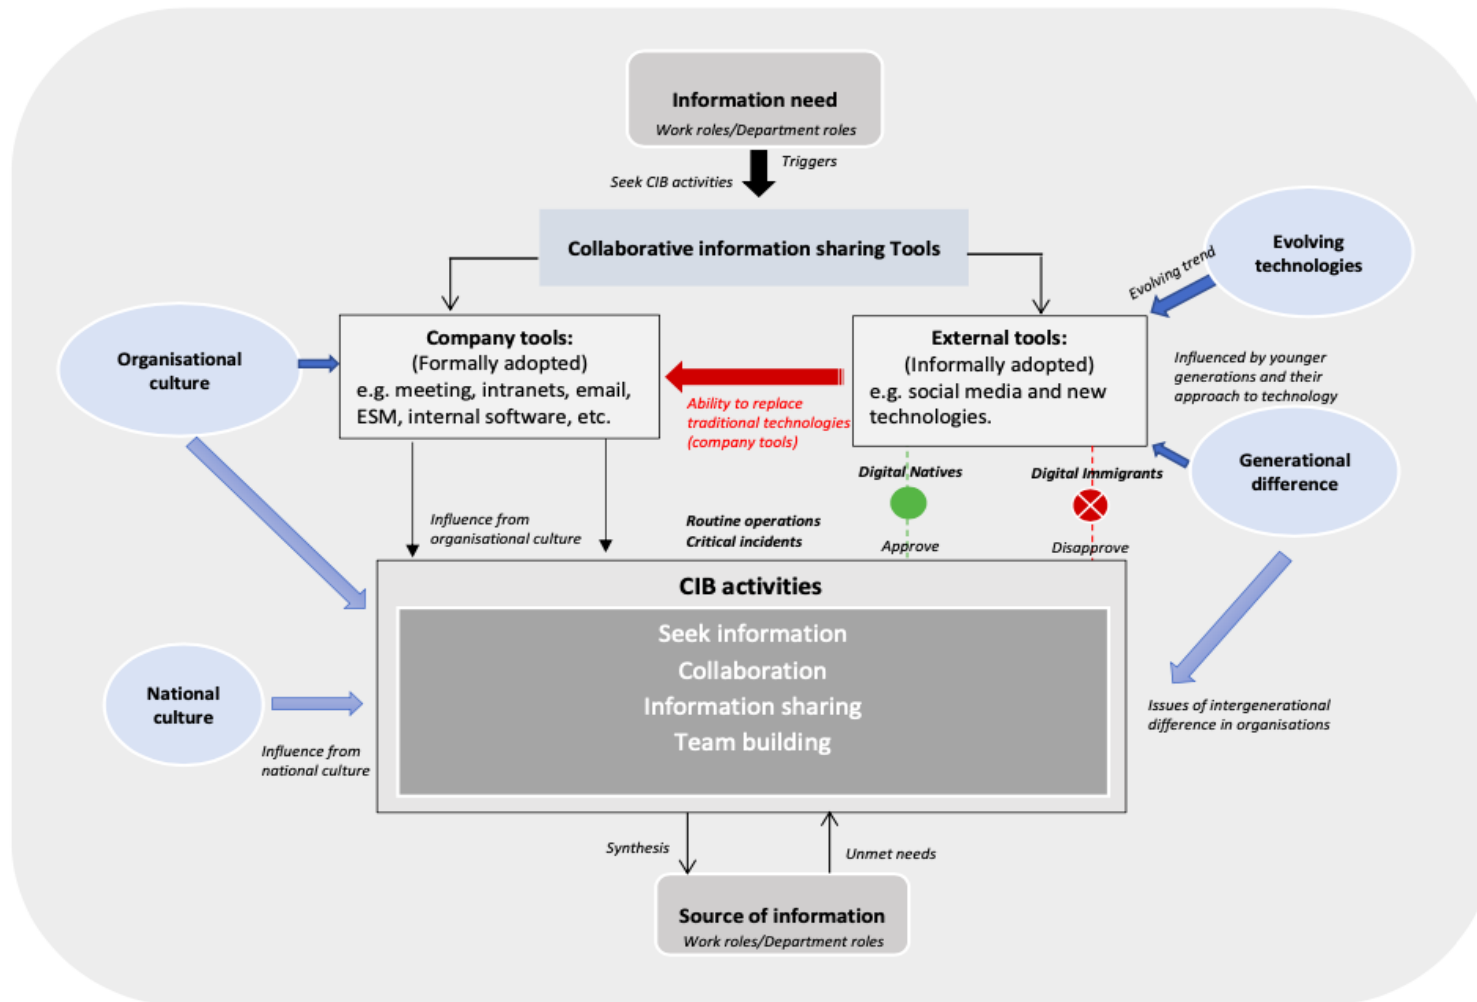 Information need
Work roles/Department roles
Triggers
Seek CIB activities
Collaborative information sharing Tools
Evolving
technologies
Evolving trend
Organisational
culture
Company tools:
(Formally adopted)
e.g. meeting, intranets, email,
ESM, internal software, etc.
External tools:
(Informally adopted)
e.g. social media and new
technologies.
Influenced by younger
generations and their
approach to technology
Ability to replace
traditional technologies
(company tools)
Generational
difference
Digital Natives
Digital Immigrants
Influence from
organisational culture
Routine operations
Critical incidents
Approve
Disapprove
CIB activities
Seek information
Collaboration
Information sharing
Team building
National
culture
Influence from
national culture
Issues of intergenerational
difference in organisations
Synthesis
Unmet needs
Source of information
Work roles/Department roles